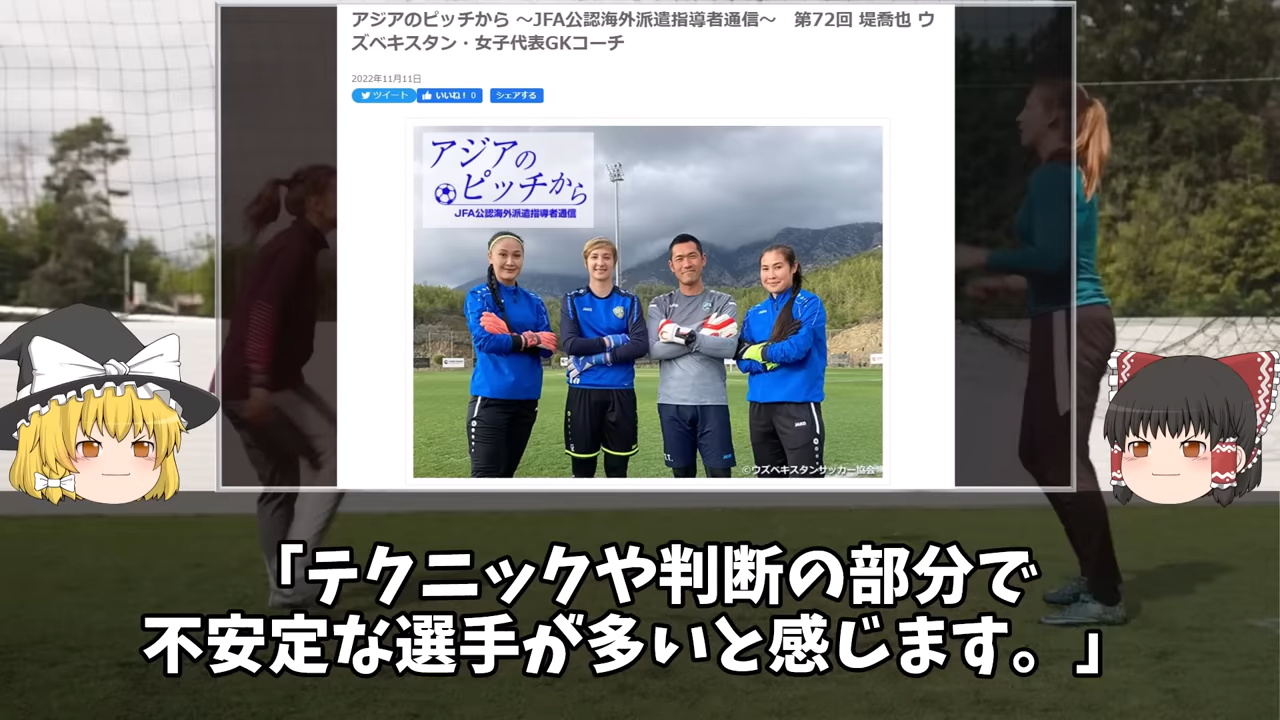 アジアのピッチから ～JFA公認海外派遣指導者通信～　第72回 堤喬也 ウ
ズベキスタン・女子代表GKコーチ
2022年11月11日
ツイート いいね！ 0 シェアする
アジアの
ピッチから
JFA公認海外派遣指導者通信
©ウズベキスタンサッカー協会
「テクニックや判断の部分で
不安定な選手が多いと感じます。」